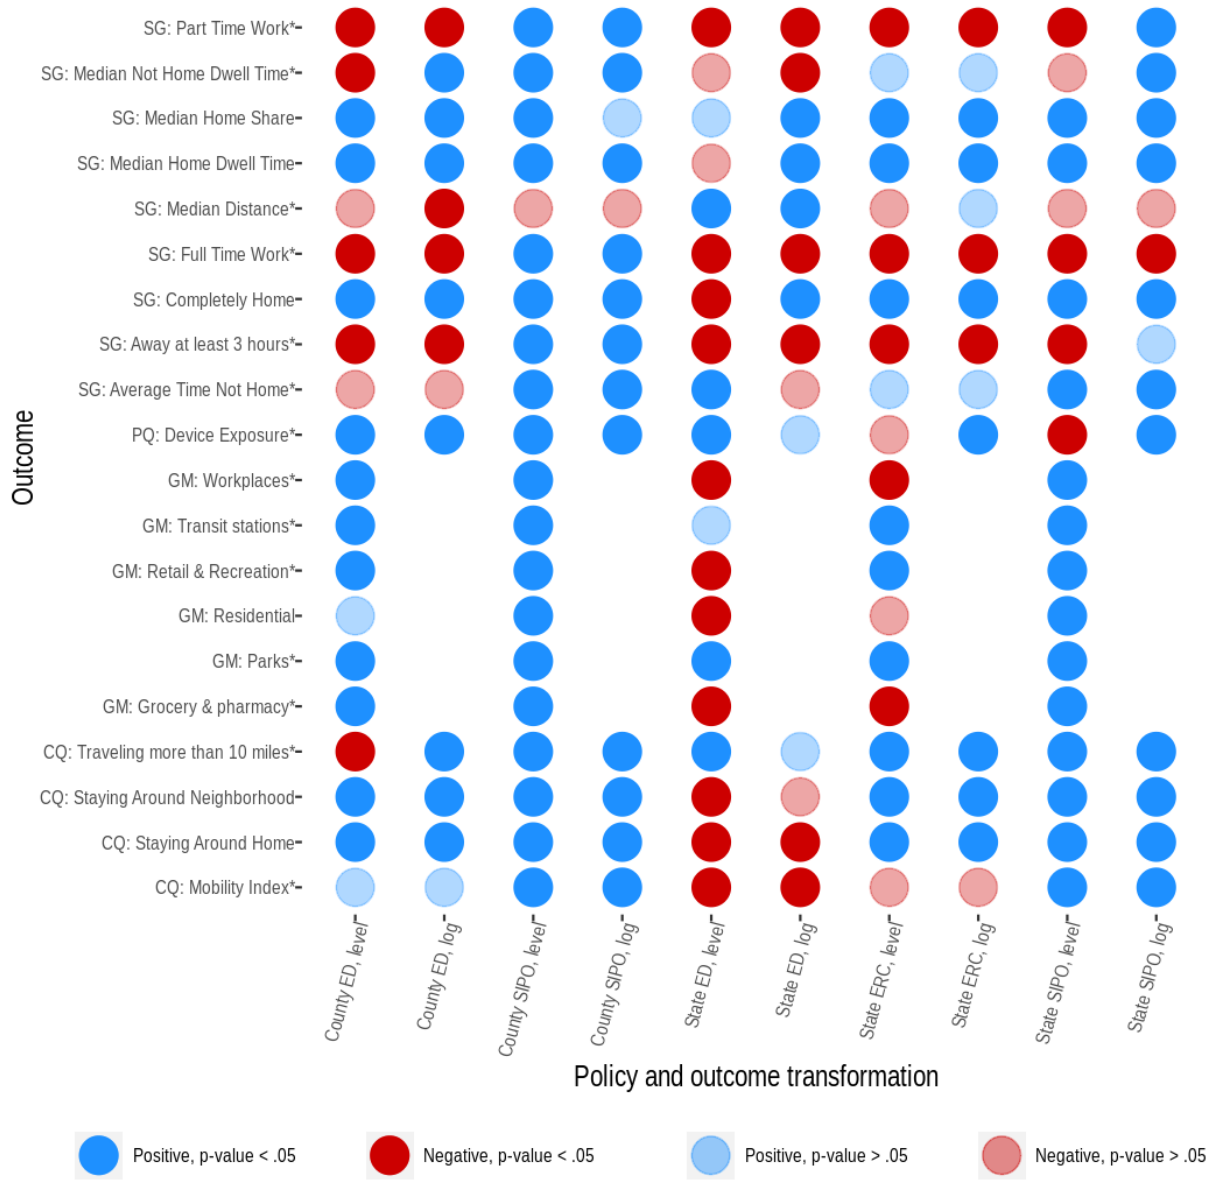 SG: Part Time Work*
SG: Median Not Home Dwell Time*
SG: Median Home Share
SG: Median Home Dwell Time
SG: Median Distance*
SG: Full Time Work*
SG: Completely Home
SG: Away at least 3 hours*
SG: Average Time Not Home*
PQ: Device Exposure*
GM: Workplaces*
GM: Transit stations*
GM: Retail & Recreation*
GM: Residential
GM: Parks*
GM: Grocery & pharmacy*
CQ: Traveling more than 10 miles*
CQ: Staying Around Neighborhood
CQ: Staying Around Home
CQ: Mobility Index*
Outcome
County ED, level
County ED, log
County SIPO, level
County SIPO, log
State ED, level
State ED, log
State ERC, level
State ERC, log
State SIPO, level
State SIPO, log
Policy and outcome transformation
Positive, p-value < .05
Negative, p-value < .05
Positive, p-value > .05
Negative, p-value > .05